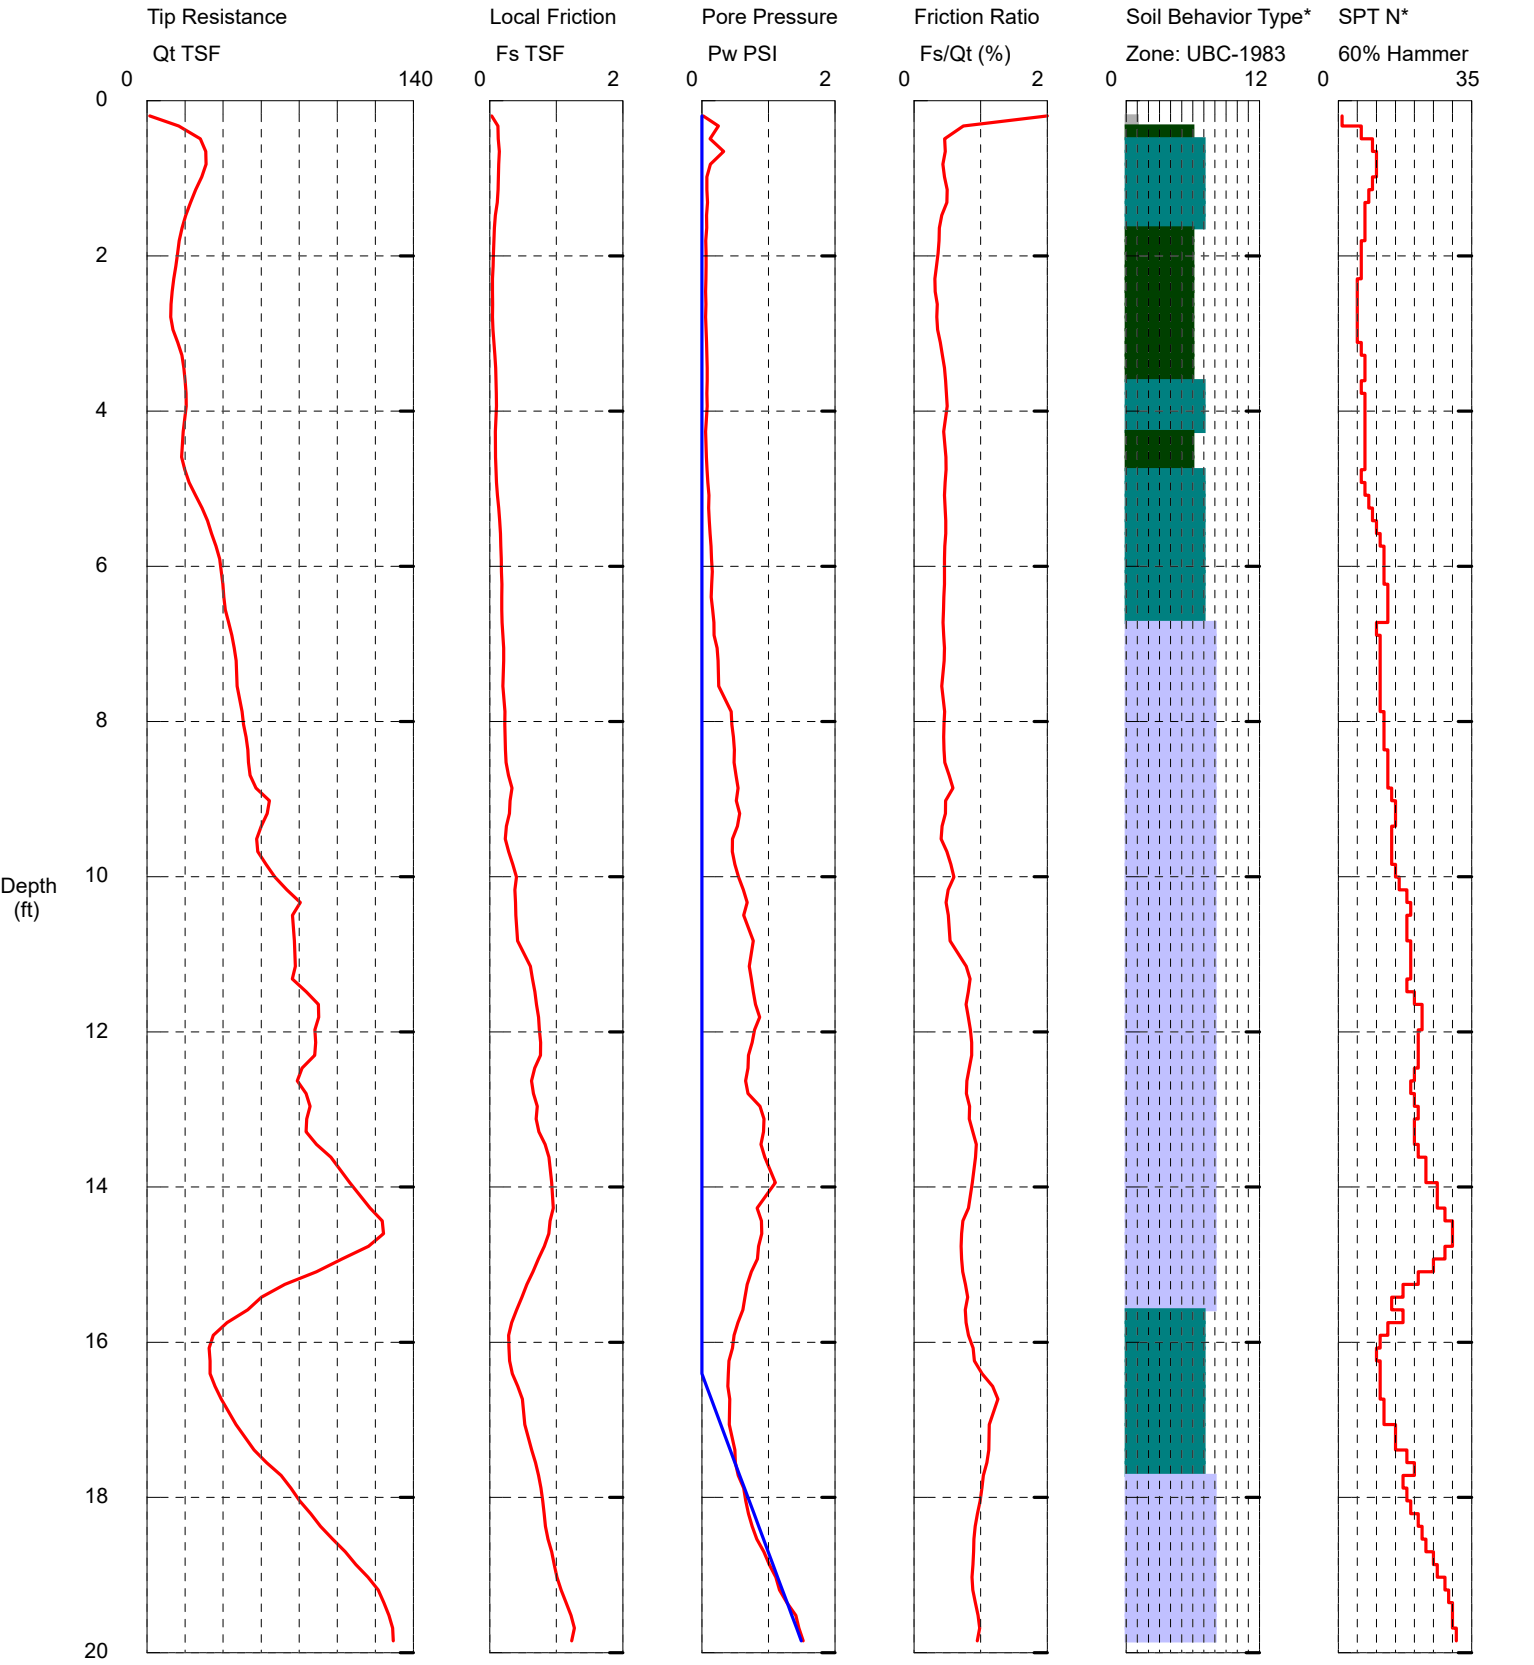 Tip Resistance Local Friction Pore Pressure Friction Ratio Soil Behavior Type* SPT N*
Qt TSF Fs TSF Pw PSI Fs/Qt (%) Zone: UBC-1983 60% Hammer
0 140 0 2 0 2 0 2 0 12 0 35
0
2
4
6
8
10
Depth
(ft)
12
14
16
18
20